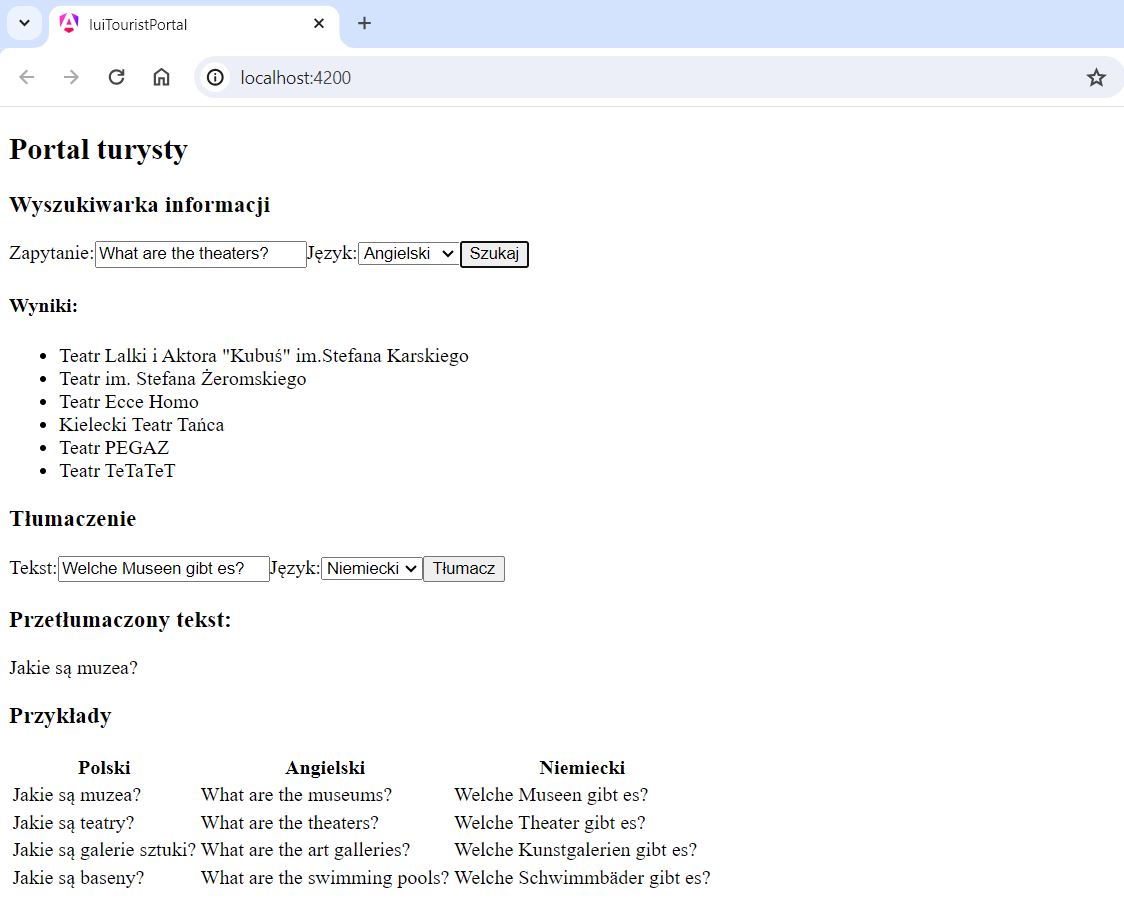 luiTouristPortal
localhost:4200
Portal turysty
Wyszukiwarka informacji
Zapytanie: What are the theaters? Język: Angielski Szukaj
Wyniki:
Teatr Lalki i Aktora "Kubuś" im.Stefana Karskiego
Teatr im. Stefana Żeromskiego
Teatr Ecce Homo
Kielecki Teatr Tańca
Teatr PEGAZ
Teatr TeTaTeT
Tłumaczenie
Tekst: Welche Museen gibt es? Język: Niemiecki Tłumacz
Przetłumaczony tekst:
Jakie są muzea?
Przykłady
Polski Angielski Niemiecki
Jakie są muzea? What are the museums? Welche Museen gibt es?
Jakie są teatry? What are the theaters? Welche Theater gibt es?
Jakie są galerie sztuki? What are the art galleries? Welche Kunstgalerien gibt es?
Jakie są baseny? What are the swimming pools? Welche Schwimmbäder gibt es?